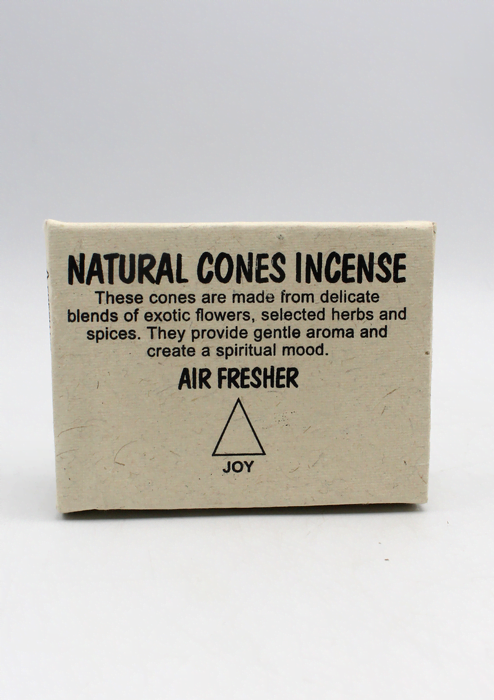 NATURAL CONES INCENSE
These cones are made from delicate
blends of exotic flowers, selected herbs and
spices. They provide gentle aroma and
create a spiritual mood.
AIR FRESHER
JOY